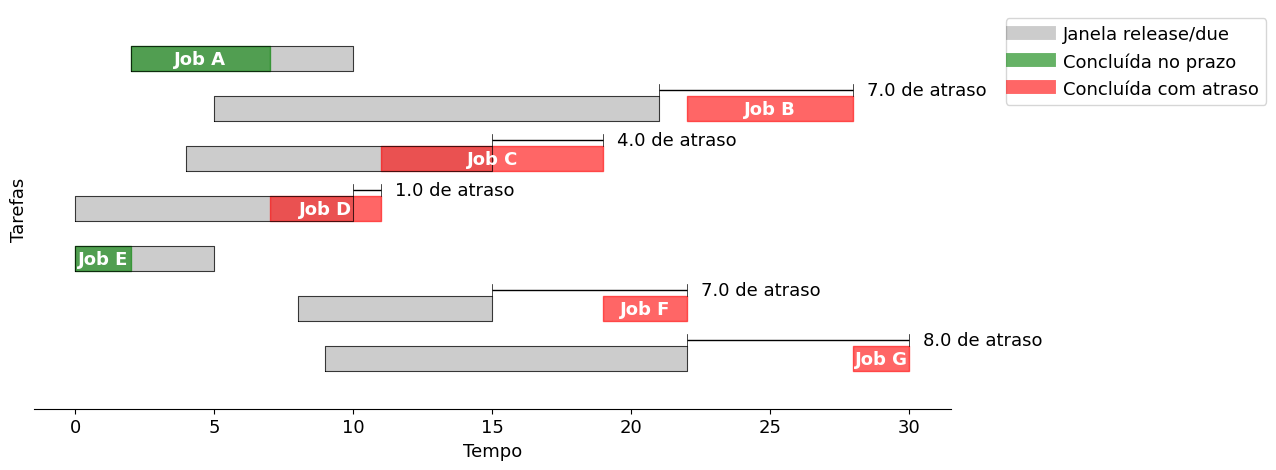 Janela release/due
Concluída no prazo
Concluída com atraso
Job A
7.0 de atraso
Job B
4.0 de atraso
Job C
1.0 de atraso
Job D
Job E
7.0 de atraso
Job F
8.0 de atraso
Job G
Tarefas
0 5 10 15 20 25 30
Tempo